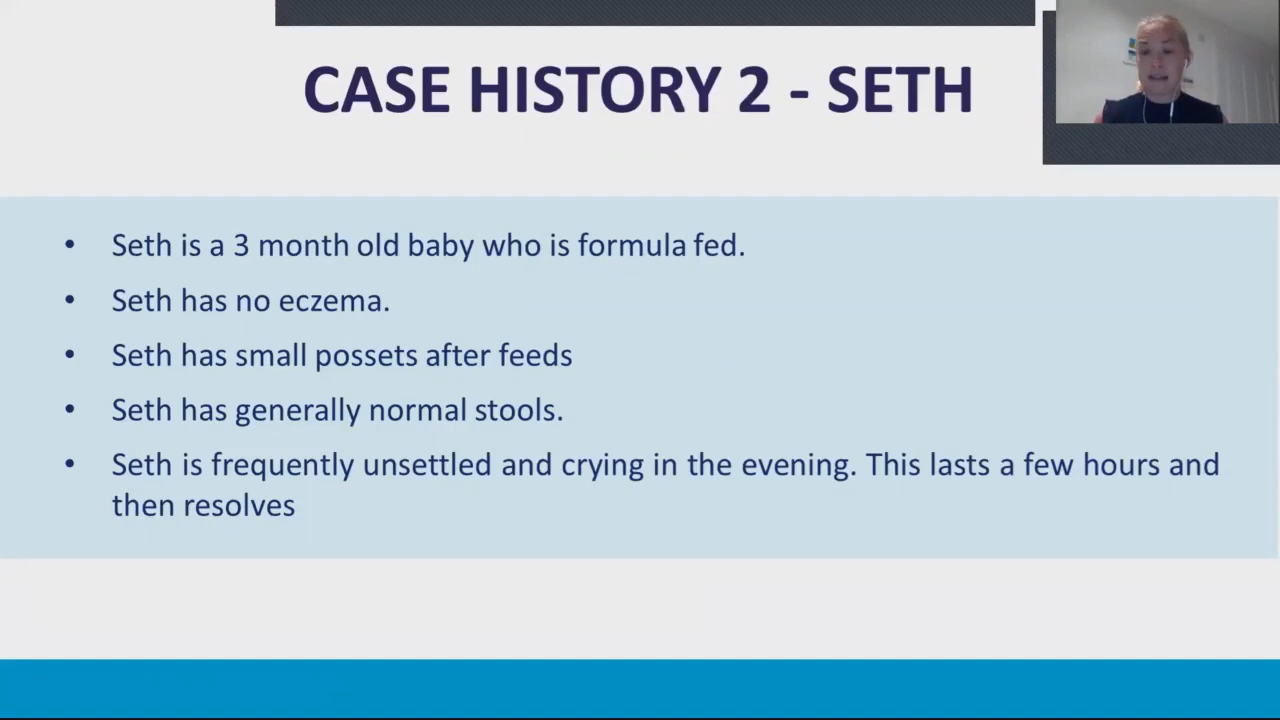 CASE HISTORY 2 - SETH
• Seth is a 3 month old baby who is formula fed.
• Seth has no eczema.
• Seth has small possets after feeds
• Seth has generally normal stools.
• Seth is frequently unsettled and crying in the evening. This lasts a few hours and
then resolves